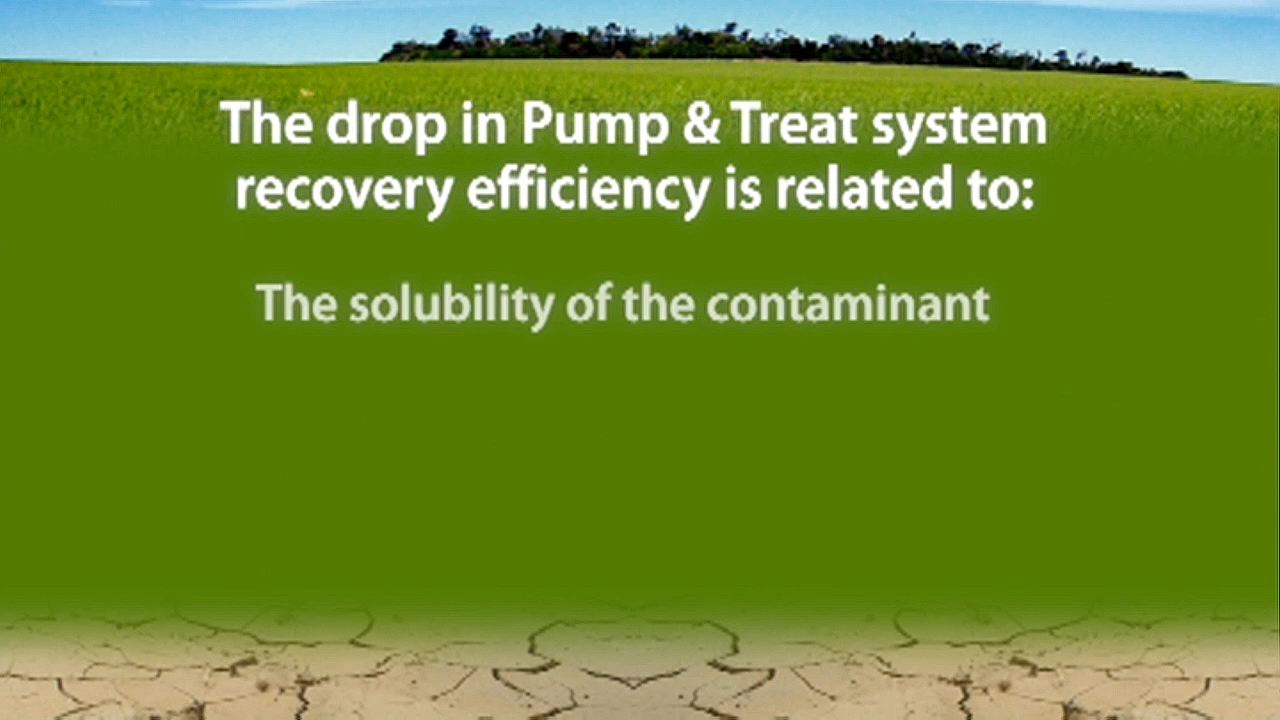 The drop in Pump & Treat system
recovery efficiency is related to:
The solubility of the contaminant